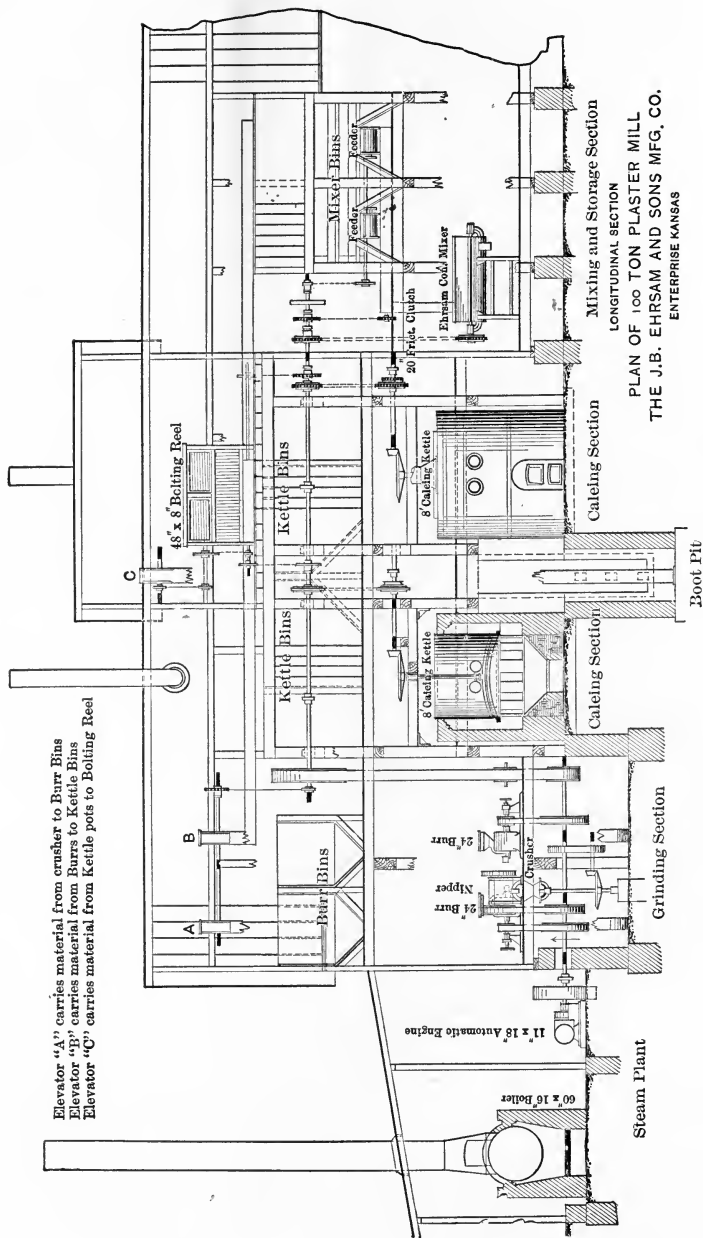 Elevator "A" carries material from crusher to Burr Bins
Elevator "B" carries material from Burrs to Kettle Bins
Elevator "C" carries material from Kettle pots to Bolting Reel
A
B
C
48" x 8" Bolting Reel
Burr Bins
Kettle Bins
Kettle Bins
Mixer Bins
Feeder
Feeder
20" Frict. Clutch
Ehrsam Con. Mixer
8' Calcing Kettle
8' Calcing Kettle
24" Burr
Nipper
24" Burr
Crusher
11" x 18" Automatic Engine
60" x 16" Boiler
Steam Plant
Grinding Section
Calcing Section
Boot Pit
Calcing Section
Mixing and Storage Section
LONGITUDINAL SECTION
PLAN OF 100 TON PLASTER MILL
THE J.B. EHRSAM AND SONS MFG. CO.
ENTERPRISE KANSAS